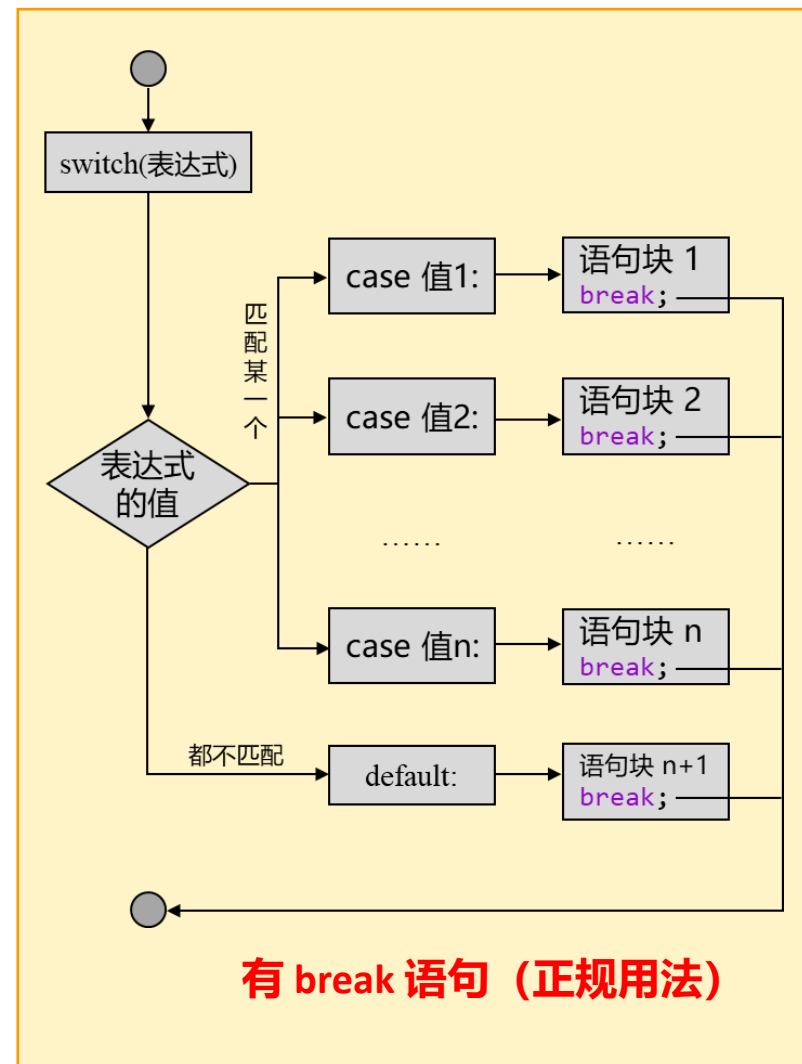 switch(表达式)
case 值1:
语句块 1
break;
匹配某一个
case 值2:
语句块 2
break;
表达式
的值
……
……
case 值n:
语句块 n
break;
都不匹配
default:
语句块 n+1
break;
有 break 语句（正规用法）